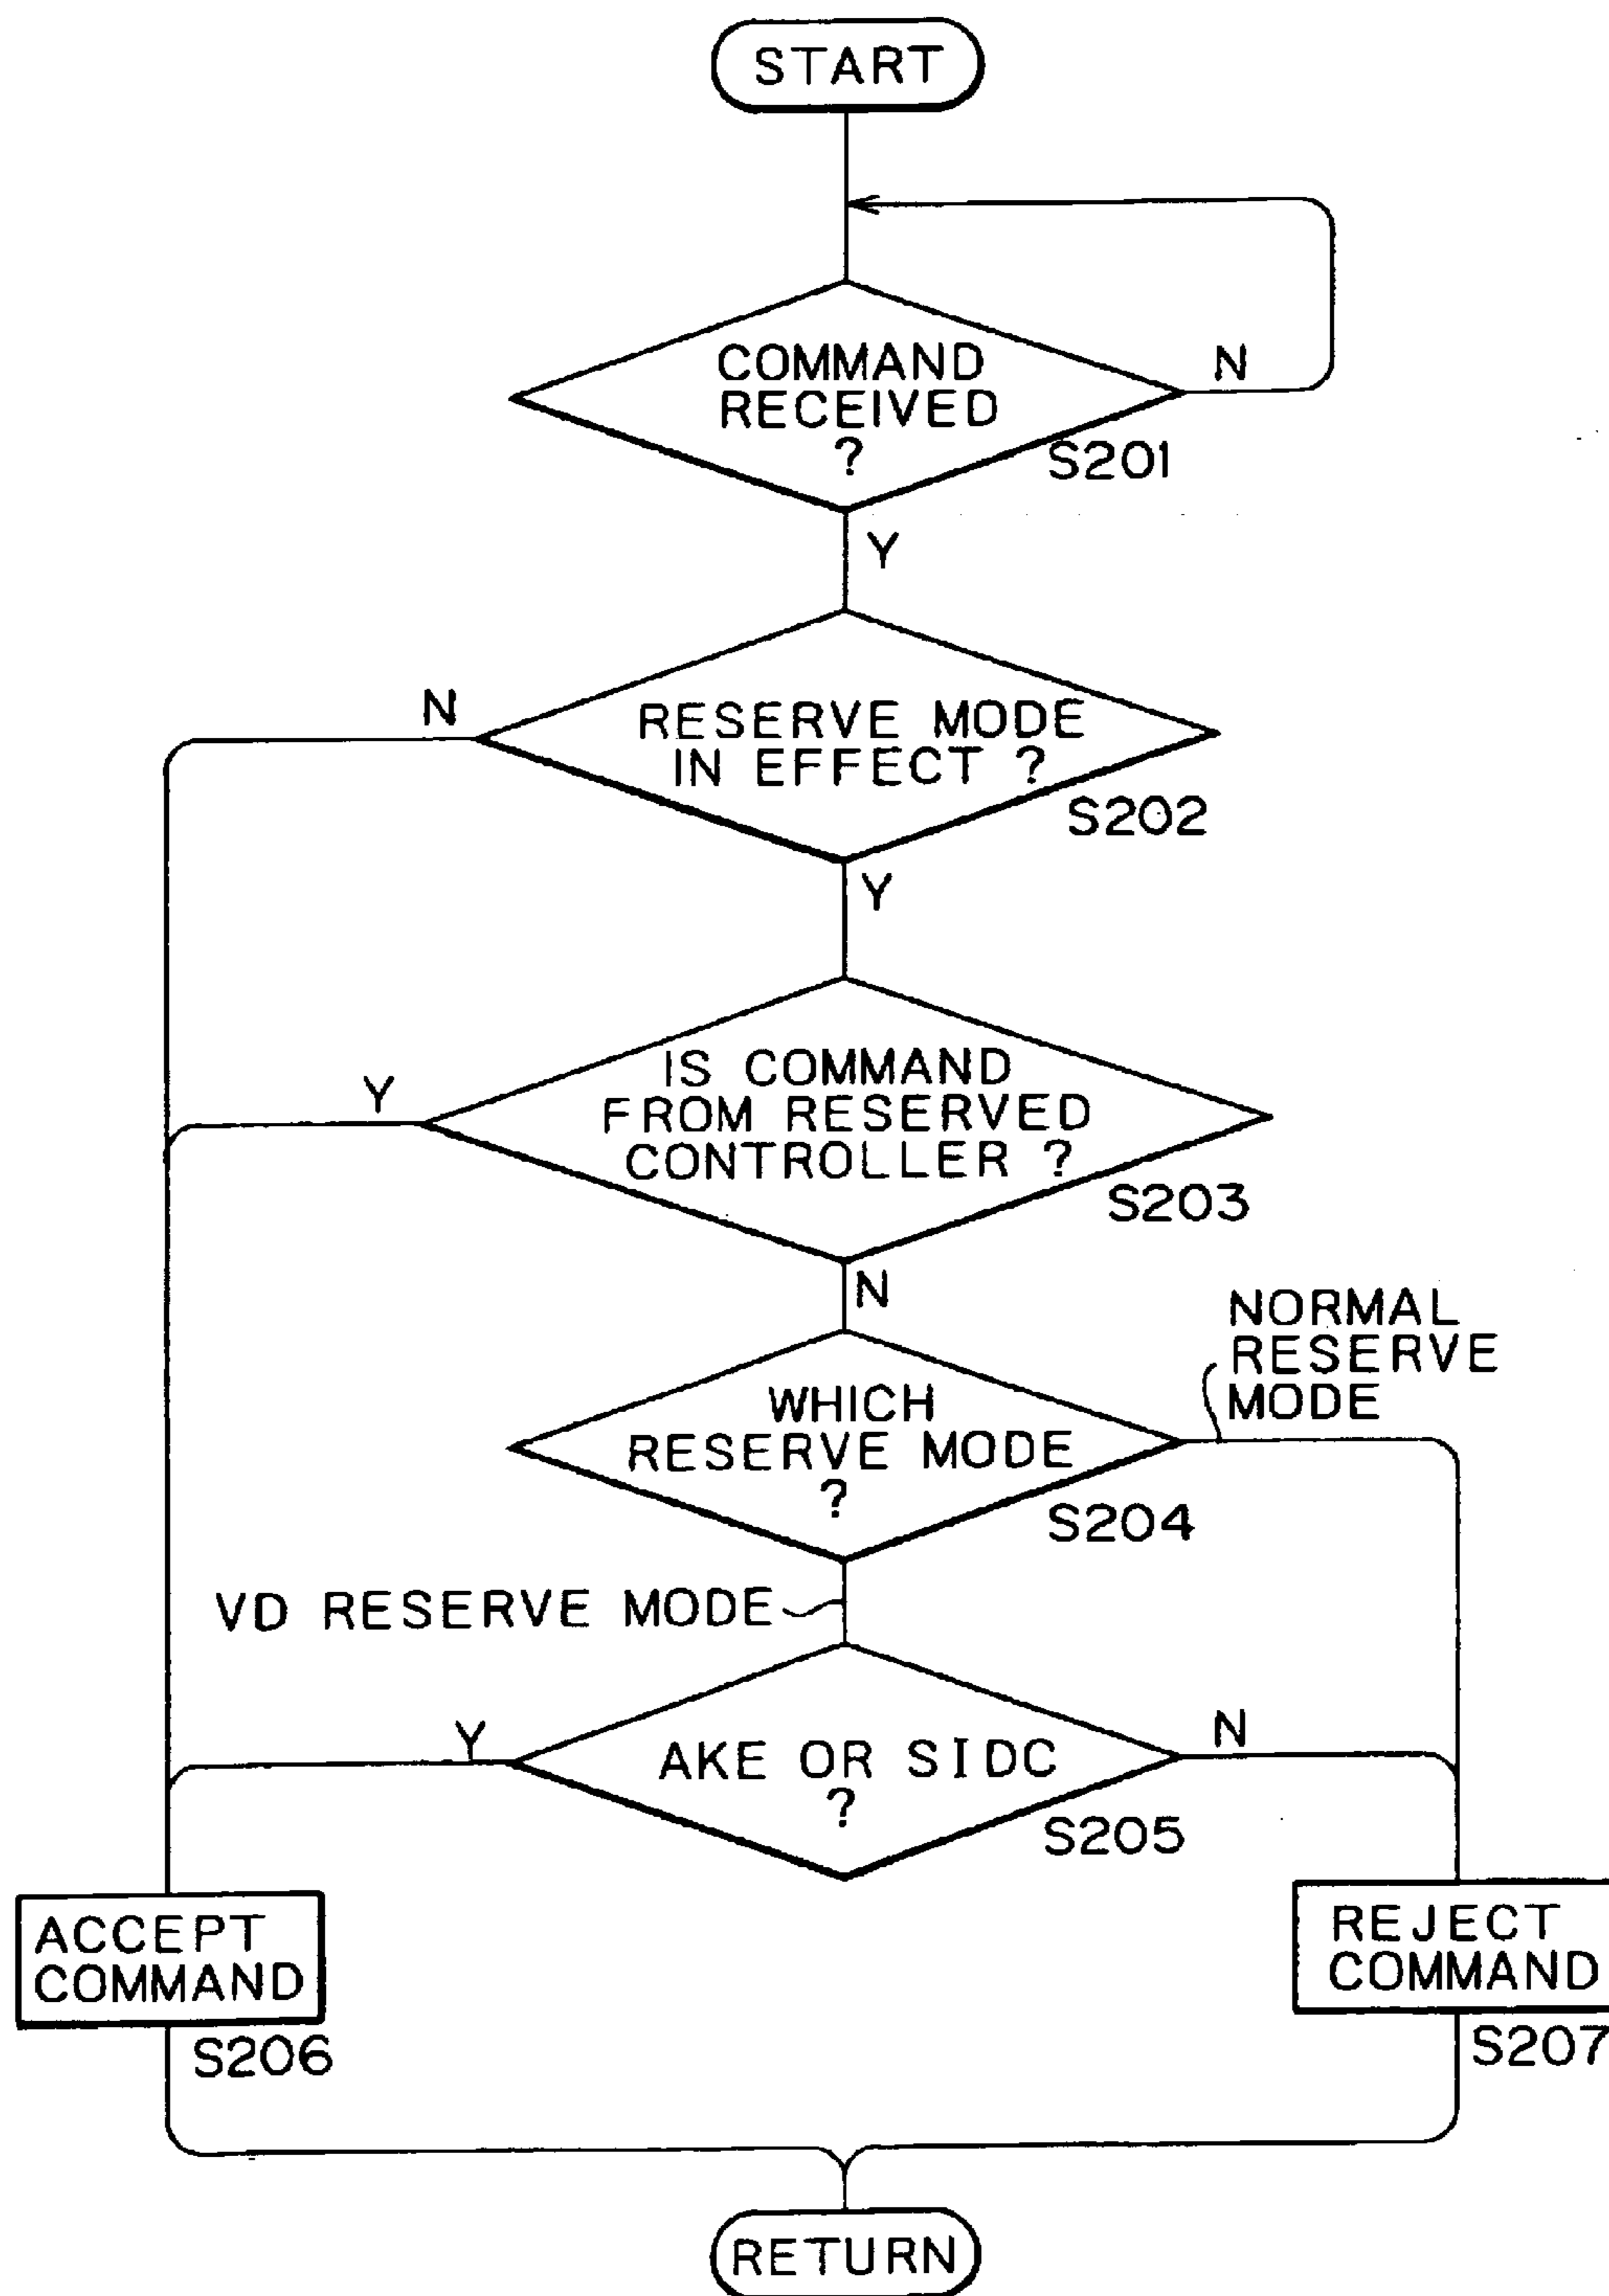 START
COMMAND
RECEIVED
?
N
S201
Y
RESERVE MODE
IN EFFECT ?
N
S202
Y
IS COMMAND
FROM RESERVED
CONTROLLER ?
Y
S203
N
WHICH
RESERVE MODE
?
NORMAL
RESERVE
MODE
S204
VD RESERVE MODE
AKE OR SIDC
?
Y
N
S205
ACCEPT
COMMAND
S206
REJECT
COMMAND
S207
RETURN